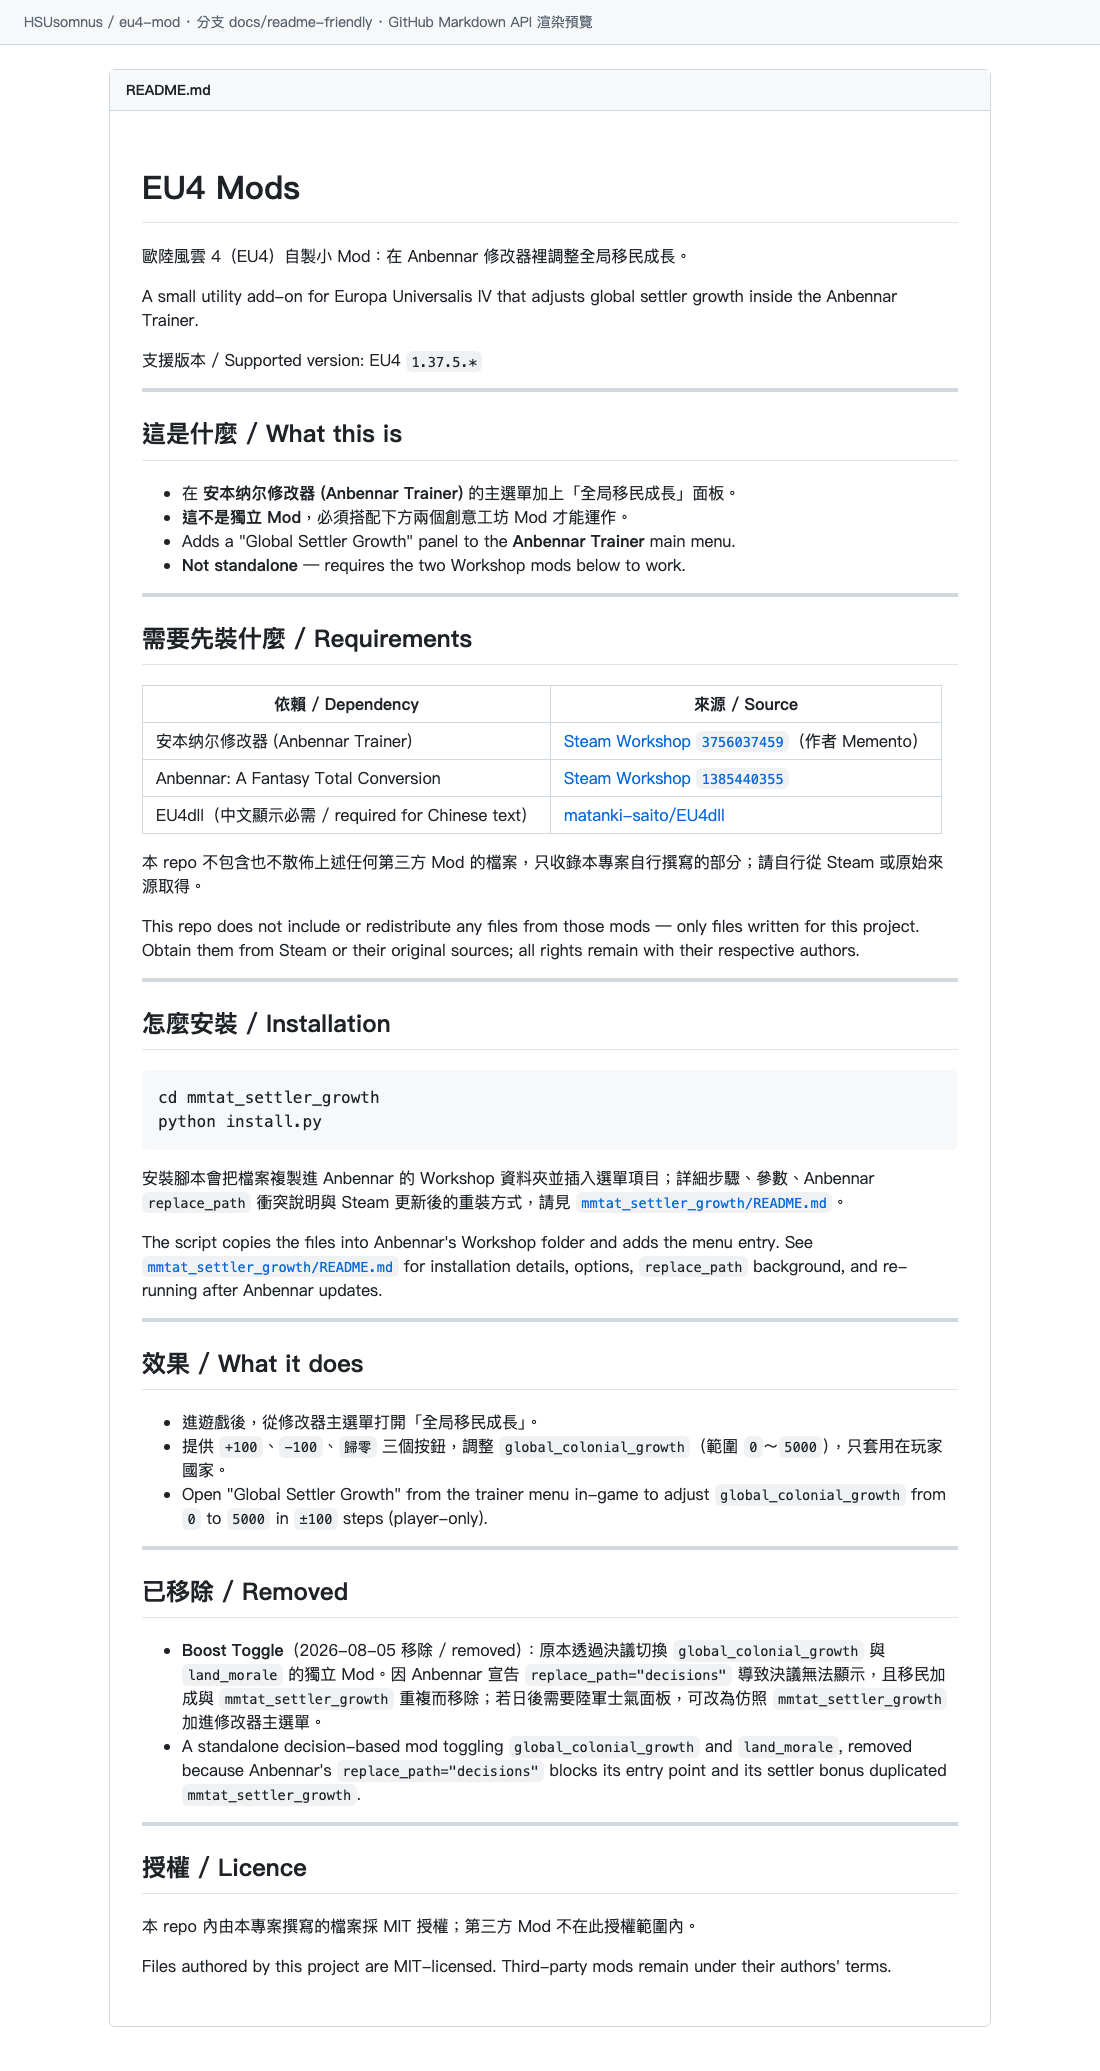 HSUsomnus / eu4-mod · 分支 docs/readme-friendly · GitHub Markdown API 渲染預覽
README.md
EU4 Mods
歐陸風雲 4（EU4）自製小 Mod：在 Anbennar 修改器裡調整全局移民成長。
A small utility add-on for Europa Universalis IV that adjusts global settler growth inside the Anbennar
Trainer.
支援版本 / Supported version: EU4 1.37.5.*
這是什麼 / What this is
• 在 安本纳尔修改器 (Anbennar Trainer) 的主選單加上「全局移民成長」面板。
• 這不是獨立 Mod，必須搭配下方兩個創意工坊 Mod 才能運作。
• Adds a "Global Settler Growth" panel to the Anbennar Trainer main menu.
• Not standalone — requires the two Workshop mods below to work.
需要先裝什麼 / Requirements
依賴 / Dependency 來源 / Source
安本纳尔修改器 (Anbennar Trainer) Steam Workshop 3756037459（作者 Memento）
Anbennar: A Fantasy Total Conversion Steam Workshop 1385440355
EU4dll（中文顯示必需 / required for Chinese text） matanki-saito/EU4dll
本 repo 不包含也不散佈上述任何第三方 Mod 的檔案，只收錄本專案自行撰寫的部分；請自行從 Steam 或原始來
源取得。
This repo does not include or redistribute any files from those mods — only files written for this project.
Obtain them from Steam or their original sources; all rights remain with their respective authors.
怎麼安裝 / Installation
cd mmtat_settler_growth
python install.py
安裝腳本會把檔案複製進 Anbennar 的 Workshop 資料夾並插入選單項目；詳細步驟、參數、Anbennar
replace_path 衝突說明與 Steam 更新後的重裝方式，請見 mmtat_settler_growth/README.md。
The script copies the files into Anbennar's Workshop folder and adds the menu entry. See
mmtat_settler_growth/README.md for installation details, options, replace_path background, and re-
running after Anbennar updates.
效果 / What it does
• 進遊戲後，從修改器主選單打開「全局移民成長」。
• 提供 +100、-100、歸零 三個按鈕，調整 global_colonial_growth（範圍 0～5000），只套用在玩家
國家。
• Open "Global Settler Growth" from the trainer menu in-game to adjust global_colonial_growth from
0 to 5000 in ±100 steps (player-only).
已移除 / Removed
• Boost Toggle（2026-08-05 移除 / removed）：原本透過決議切換 global_colonial_growth 與
land_morale 的獨立 Mod。因 Anbennar 宣告 replace_path="decisions" 導致決議無法顯示，且移民加
成與 mmtat_settler_growth 重複而移除；若日後需要陸軍士氣面板，可改為仿照 mmtat_settler_growth
加進修改器主選單。
• A standalone decision-based mod toggling global_colonial_growth and land_morale, removed
because Anbennar's replace_path="decisions" blocks its entry point and its settler bonus duplicated
mmtat_settler_growth.
授權 / Licence
本 repo 內由本專案撰寫的檔案採 MIT 授權；第三方 Mod 不在此授權範圍內。
Files authored by this project are MIT-licensed. Third-party mods remain under their authors' terms.